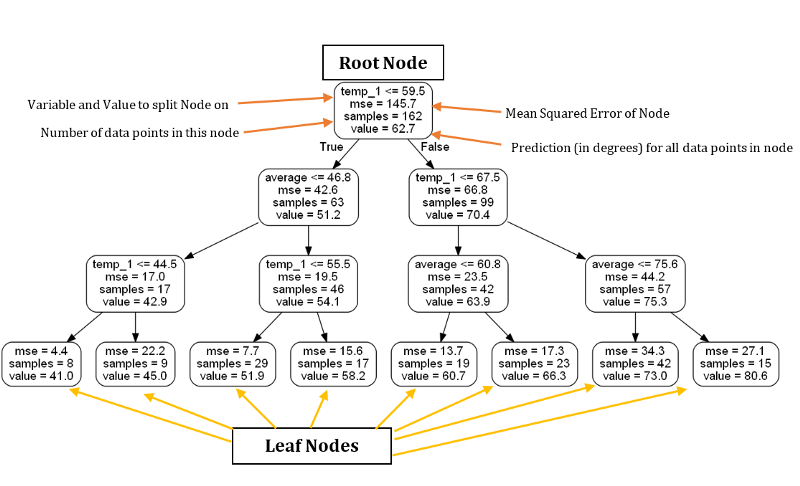 Root Node
temp_1 <= 59.5
mse = 145.7
samples = 162
value = 62.7
Variable and Value to split Node on
Number of data points in this node
Mean Squared Error of Node
Prediction (in degrees) for all data points in node
True
False
average <= 46.8
mse = 42.6
samples = 63
value = 51.2
temp_1 <= 67.5
mse = 66.8
samples = 99
value = 70.4
temp_1 <= 44.5
mse = 17.0
samples = 17
value = 42.9
temp_1 <= 55.5
mse = 19.5
samples = 46
value = 54.1
average <= 60.8
mse = 23.5
samples = 42
value = 63.9
average <= 75.6
mse = 44.2
samples = 57
value = 75.3
mse = 4.4
samples = 8
value = 41.0
mse = 22.2
samples = 9
value = 45.0
mse = 7.7
samples = 29
value = 51.9
mse = 15.6
samples = 17
value = 58.2
mse = 13.7
samples = 19
value = 60.7
mse = 17.3
samples = 23
value = 66.3
mse = 34.3
samples = 42
value = 73.0
mse = 27.1
samples = 15
value = 80.6
Leaf Nodes